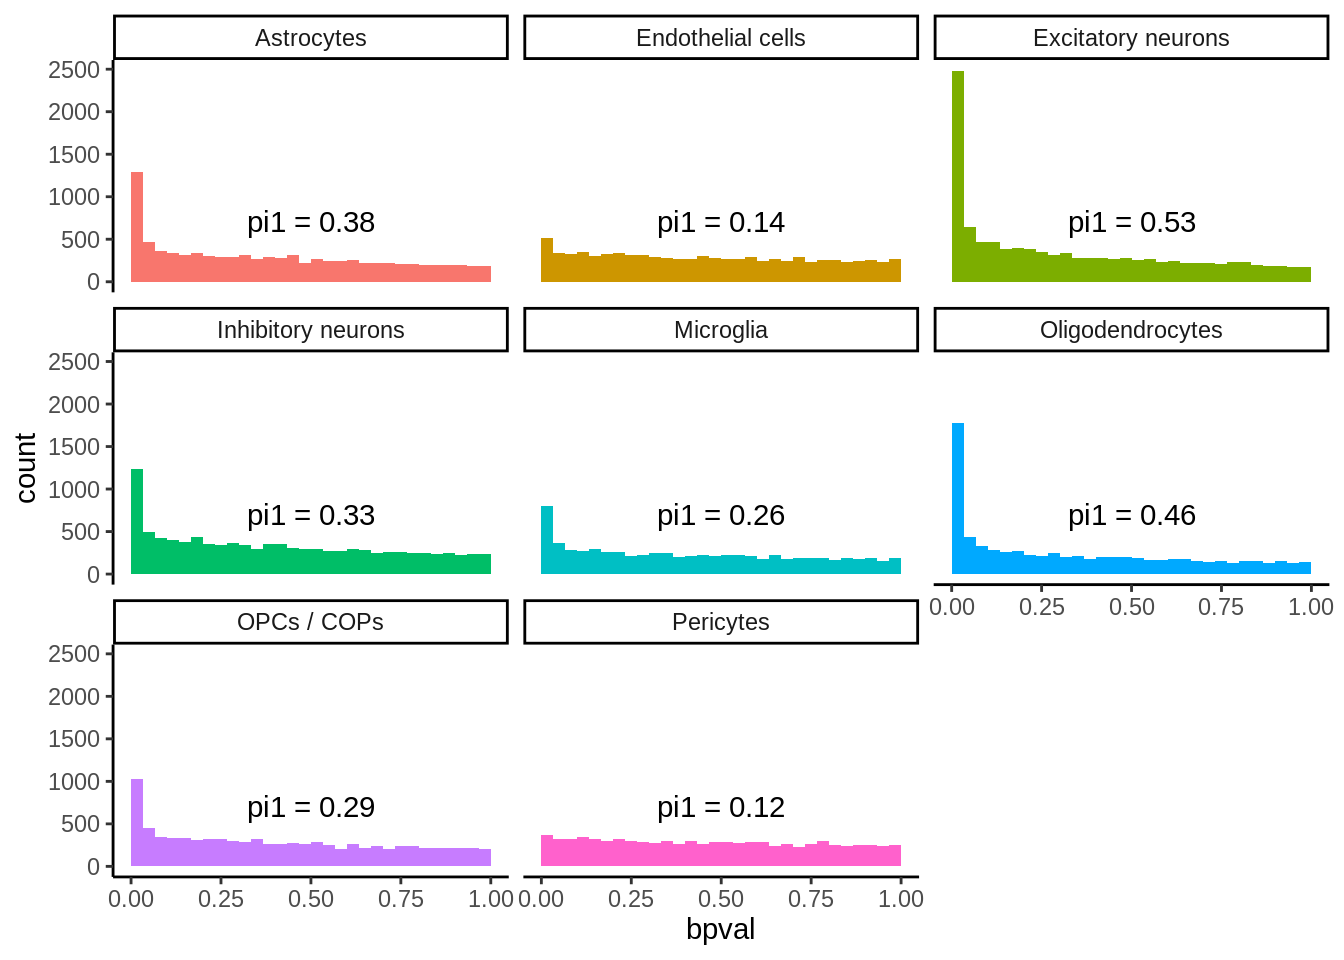 Astrocytes
Endothelial cells
Excitatory neurons
2500
2000
1500
1000
500
0
pi1 = 0.38
pi1 = 0.14
pi1 = 0.53
Inhibitory neurons
Microglia
Oligodendrocytes
2500
2000
1500
1000
500
0
pi1 = 0.33
pi1 = 0.26
pi1 = 0.46
0.00 0.25 0.50 0.75 1.00
OPCs / COPs
Pericytes
2500
2000
1500
1000
500
0
pi1 = 0.29
pi1 = 0.12
0.00 0.25 0.50 0.75 1.00
0.00 0.25 0.50 0.75 1.00
bpval
count